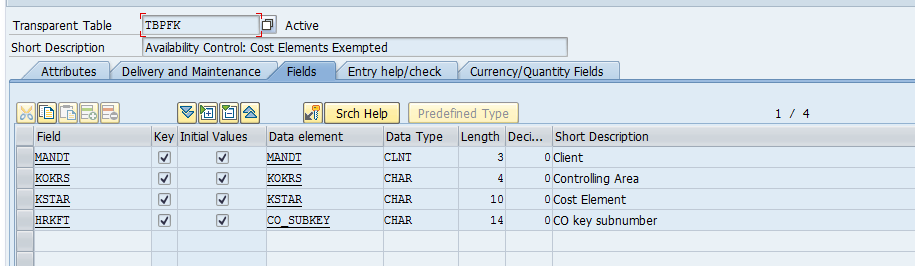 Transparent Table TBPFK Active
Short Description Availability Control: Cost Elements Exempted
Attributes Delivery and Maintenance Fields Entry help/check Currency/Quantity Fields
Srch Help Predefined Type 1 / 4
Field Key Initial Values Data element Data Type Length Deci... Short Description
MANDT MANDT CLNT 3 0 Client
KOKRS KOKRS CHAR 4 0 Controlling Area
KSTAR KSTAR CHAR 10 0 Cost Element
HRKFT CO_SUBKEY CHAR 14 0 CO key subnumber